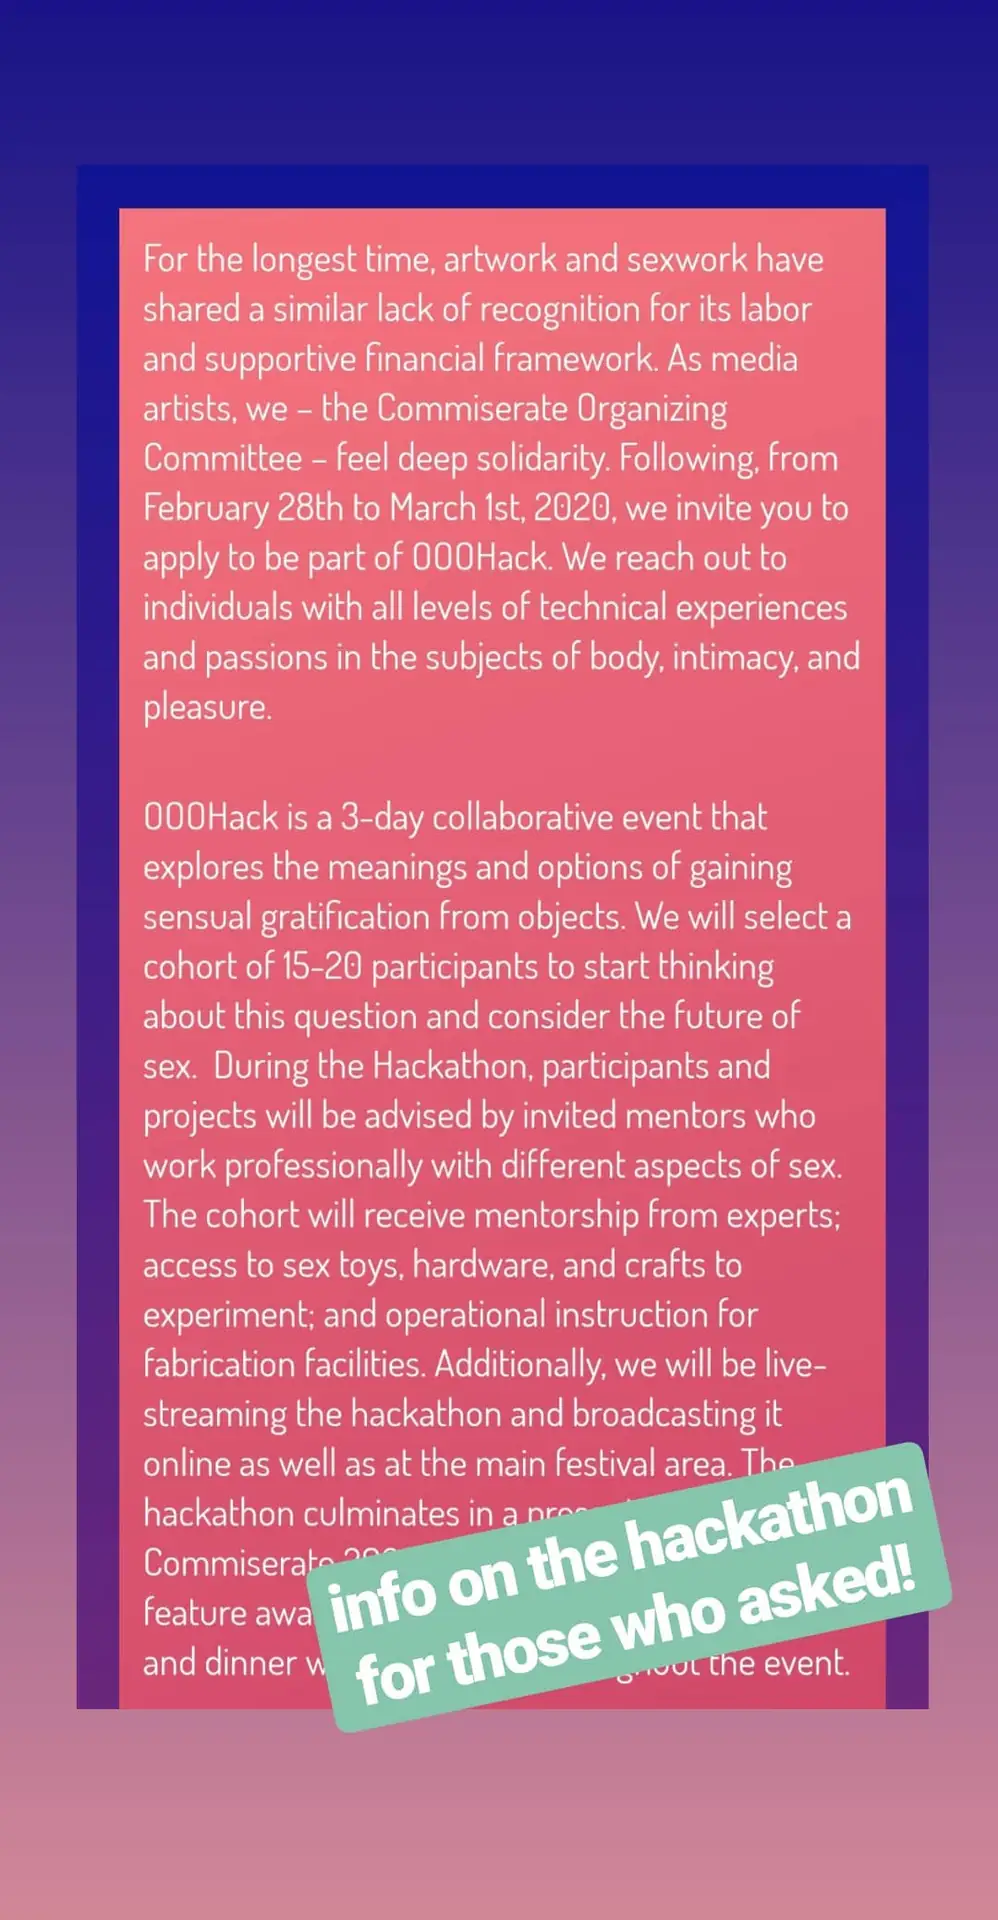 For the longest time, artwork and sexwork have
shared a similar lack of recognition for its labor
and supportive financial framework. As media
artists, we – the Commiserate Organizing
Committee – feel deep solidarity. Following, from
February 28th to March 1st, 2020, we invite you to
apply to be part of OOOHack. We reach out to
individuals with all levels of technical experiences
and passions in the subjects of body, intimacy, and
pleasure.
OOOHack is a 3-day collaborative event that
explores the meanings and options of gaining
sensual gratification from objects. We will select a
cohort of 15-20 participants to start thinking
about this question and consider the future of
sex.  During the Hackathon, participants and
projects will be advised by invited mentors who
work professionally with different aspects of sex.
The cohort will receive mentorship from experts;
access to sex toys, hardware, and crafts to
experiment; and operational instruction for
fabrication facilities. Additionally, we will be live-
streaming the hackathon and broadcasting it
online as well as at the main festival area. The
hackathon culminates in a
Commiserate
feature
and dinner the event.
info on the hackathon
for those who asked!